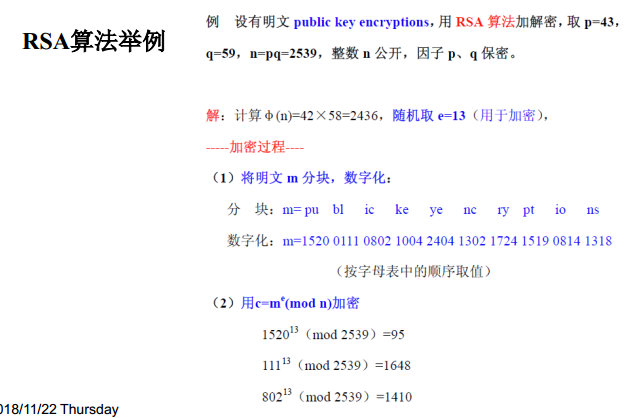 RSA算法举例
例 设有明文 public key encryptions，用 RSA 算法加解密，取 p=43，
q=59，n=pq=2539，整数 n 公开，因子 p、q 保密。
解：计算φ(n)=42×58=2436，随机取 e=13（用于加密），
-----加密过程----
（1）将明文 m 分块，数字化：
分 块：m= pu bl ic ke ye nc ry pt io ns
数字化：m=1520 0111 0802 1004 2404 1302 1724 1519 0814 1318
（按字母表中的顺序取值）
（2）用c=mᵉ(mod n)加密
1520¹³（mod 2539）=95
111¹³（mod 2539）=1648
802¹³（mod 2539）=1410
018/11/22 Thursday